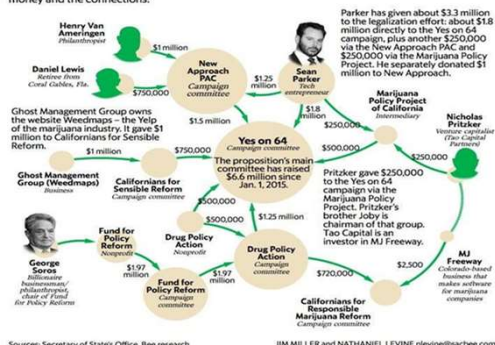 money and the connections.
Henry Van
Ameringen
Philanthropist
$1 million
Daniel Lewis
Retiree from
Coral Gables, Fla.
$750,000
New
Approach
PAC
Campaign
committee
$1.25
million
Sean
Parker
Tech
entrepreneur
Parker has given about $3.3 million
to the legalization effort: about $1.8
million directly to the Yes on 64
campaign, plus another $250,000
via the New Approach PAC and
$250,000 via the Marijuana Policy
Project. He separately donated $1
million to New Approach.
Ghost Management Group owns
the website Weedmaps – the Yelp
of the marijuana industry. It gave $1
million to Californians for Sensible
Reform.
$1.5 million
$1.8
million
$250,000
Marijuana
Policy Project
of California
Intermediary
Nicholas
Pritzker
Venture capitalist
(Tao Capital
Partners)
$250,000
$1 million
$750,000
$500,000
Ghost Management
Group (Weedmaps)
Business
Californians for
Sensible Reform
Campaign committee
Yes on 64
Campaign committee
The proposition's main
committee has raised
$6.6 million since
Jan. 1, 2015.
Pritzker gave $250,000
to the Yes on 64
campaign via the
Marijuana Policy
Project. Pritzker's
brother Joby is
chairman of that group.
Tao Capital is an
investor in MJ Freeway.
$500,000
$500,000
$1.25 million
George
Soros
Billionaire
businessman/
philanthropist,
chair of Fund
for Policy Reform
Fund for
Policy
Reform
Nonprofit
$1.97
million
Fund for
Policy Reform
Campaign
committee
$1.97
million
Drug Policy
Action
Nonprofit
Drug Policy
Action
Campaign
committee
$720,000
Californians for
Responsible
Marijuana Reform
Campaign committee
$2,500
MJ
Freeway
Colorado-based
business that
makes software
for marijuana
companies
Sources: Secretary of State's Office, Bee research
JIM MILLER and NATHANIEL LEVINE nlevine@sacbee.com